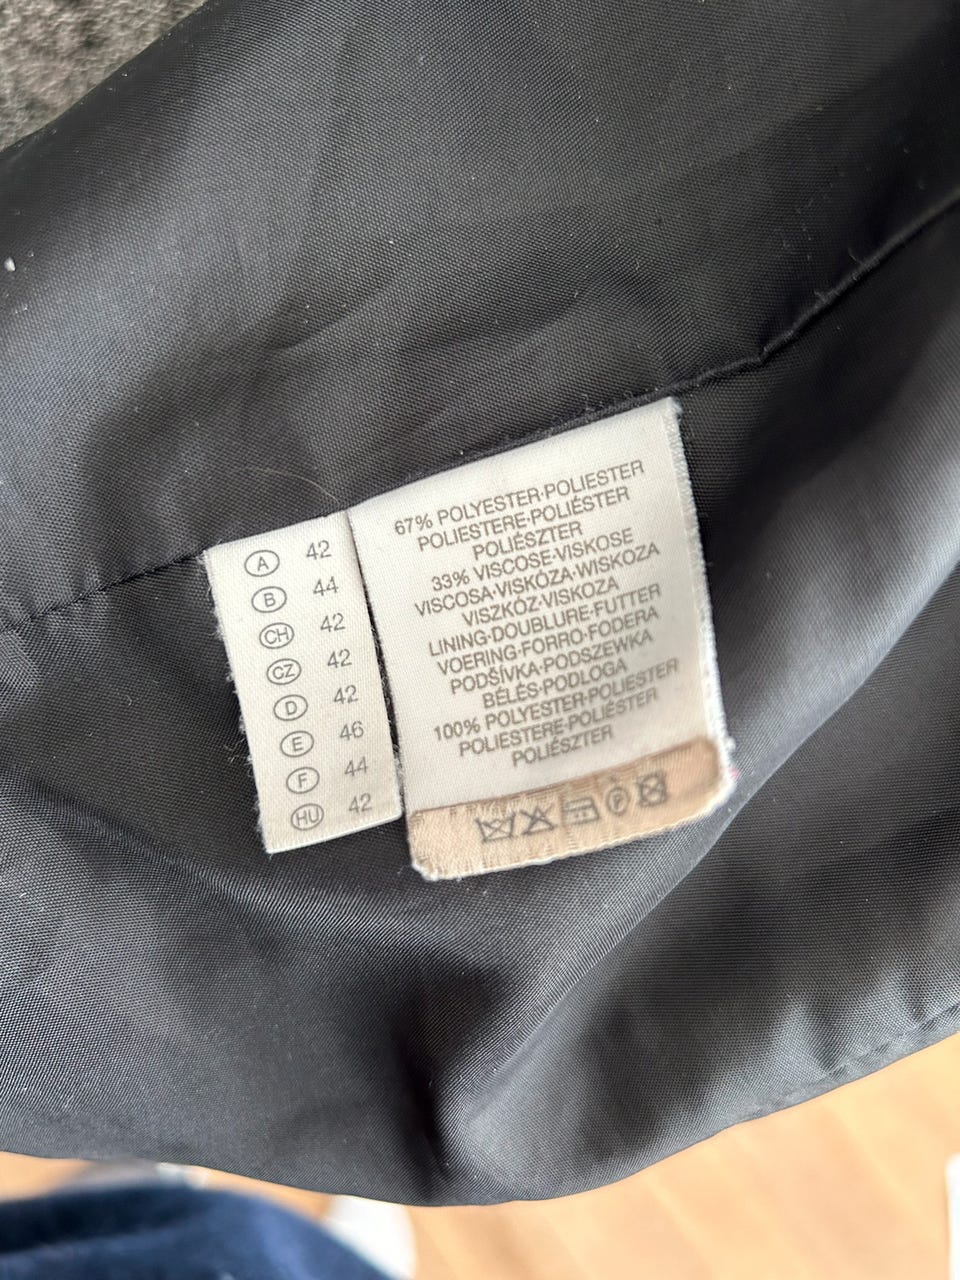 A 42
B 44
CH 42
CZ 42
D 42
E 46
F 44
HU 42
67% POLYESTER·POLIESTER
POLIESTERE·POLIÉSTER
POLIÉSZTER
33% VISCOSE·VISKOSE
VISCOSA·VISKÓZA·WISKOZA
VISZKÓZ·VISKOZA
LINING·DOUBLURE·FUTTER
VOERING·FORRO·FODERA
PODŠÍVKA·PODSZEWKA
BÉLÉS·PODLOGA
100% POLYESTER·POLIESTER
POLIESTERE·POLIÉSTER
POLIÉSZTER
P